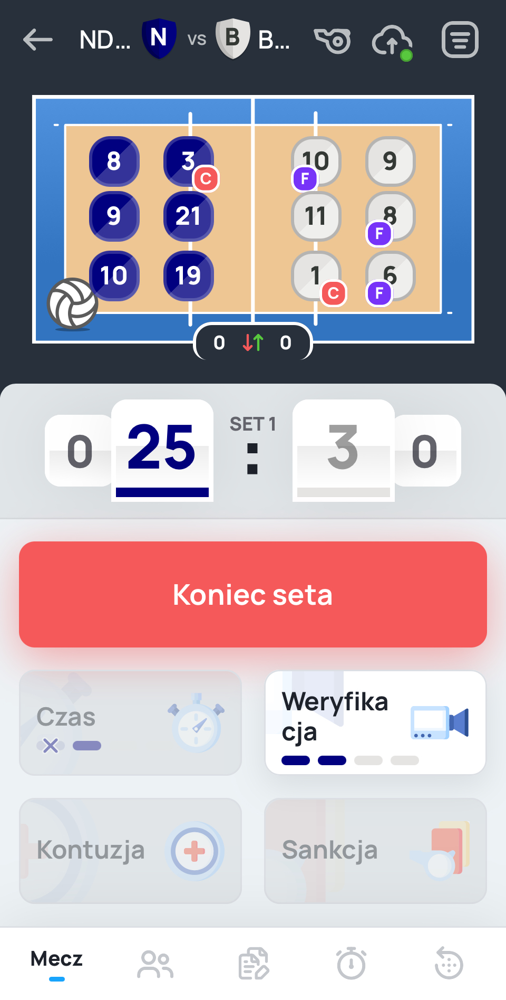 ND... N vs B B...
8 3 10 9
C F
9 21 11 8
F
10 19 1 6
C F
0 0
SET 1
0 25 : 3 0
Koniec seta
Czas
Weryfika
cja
Kontuzja
Sankcja
Mecz